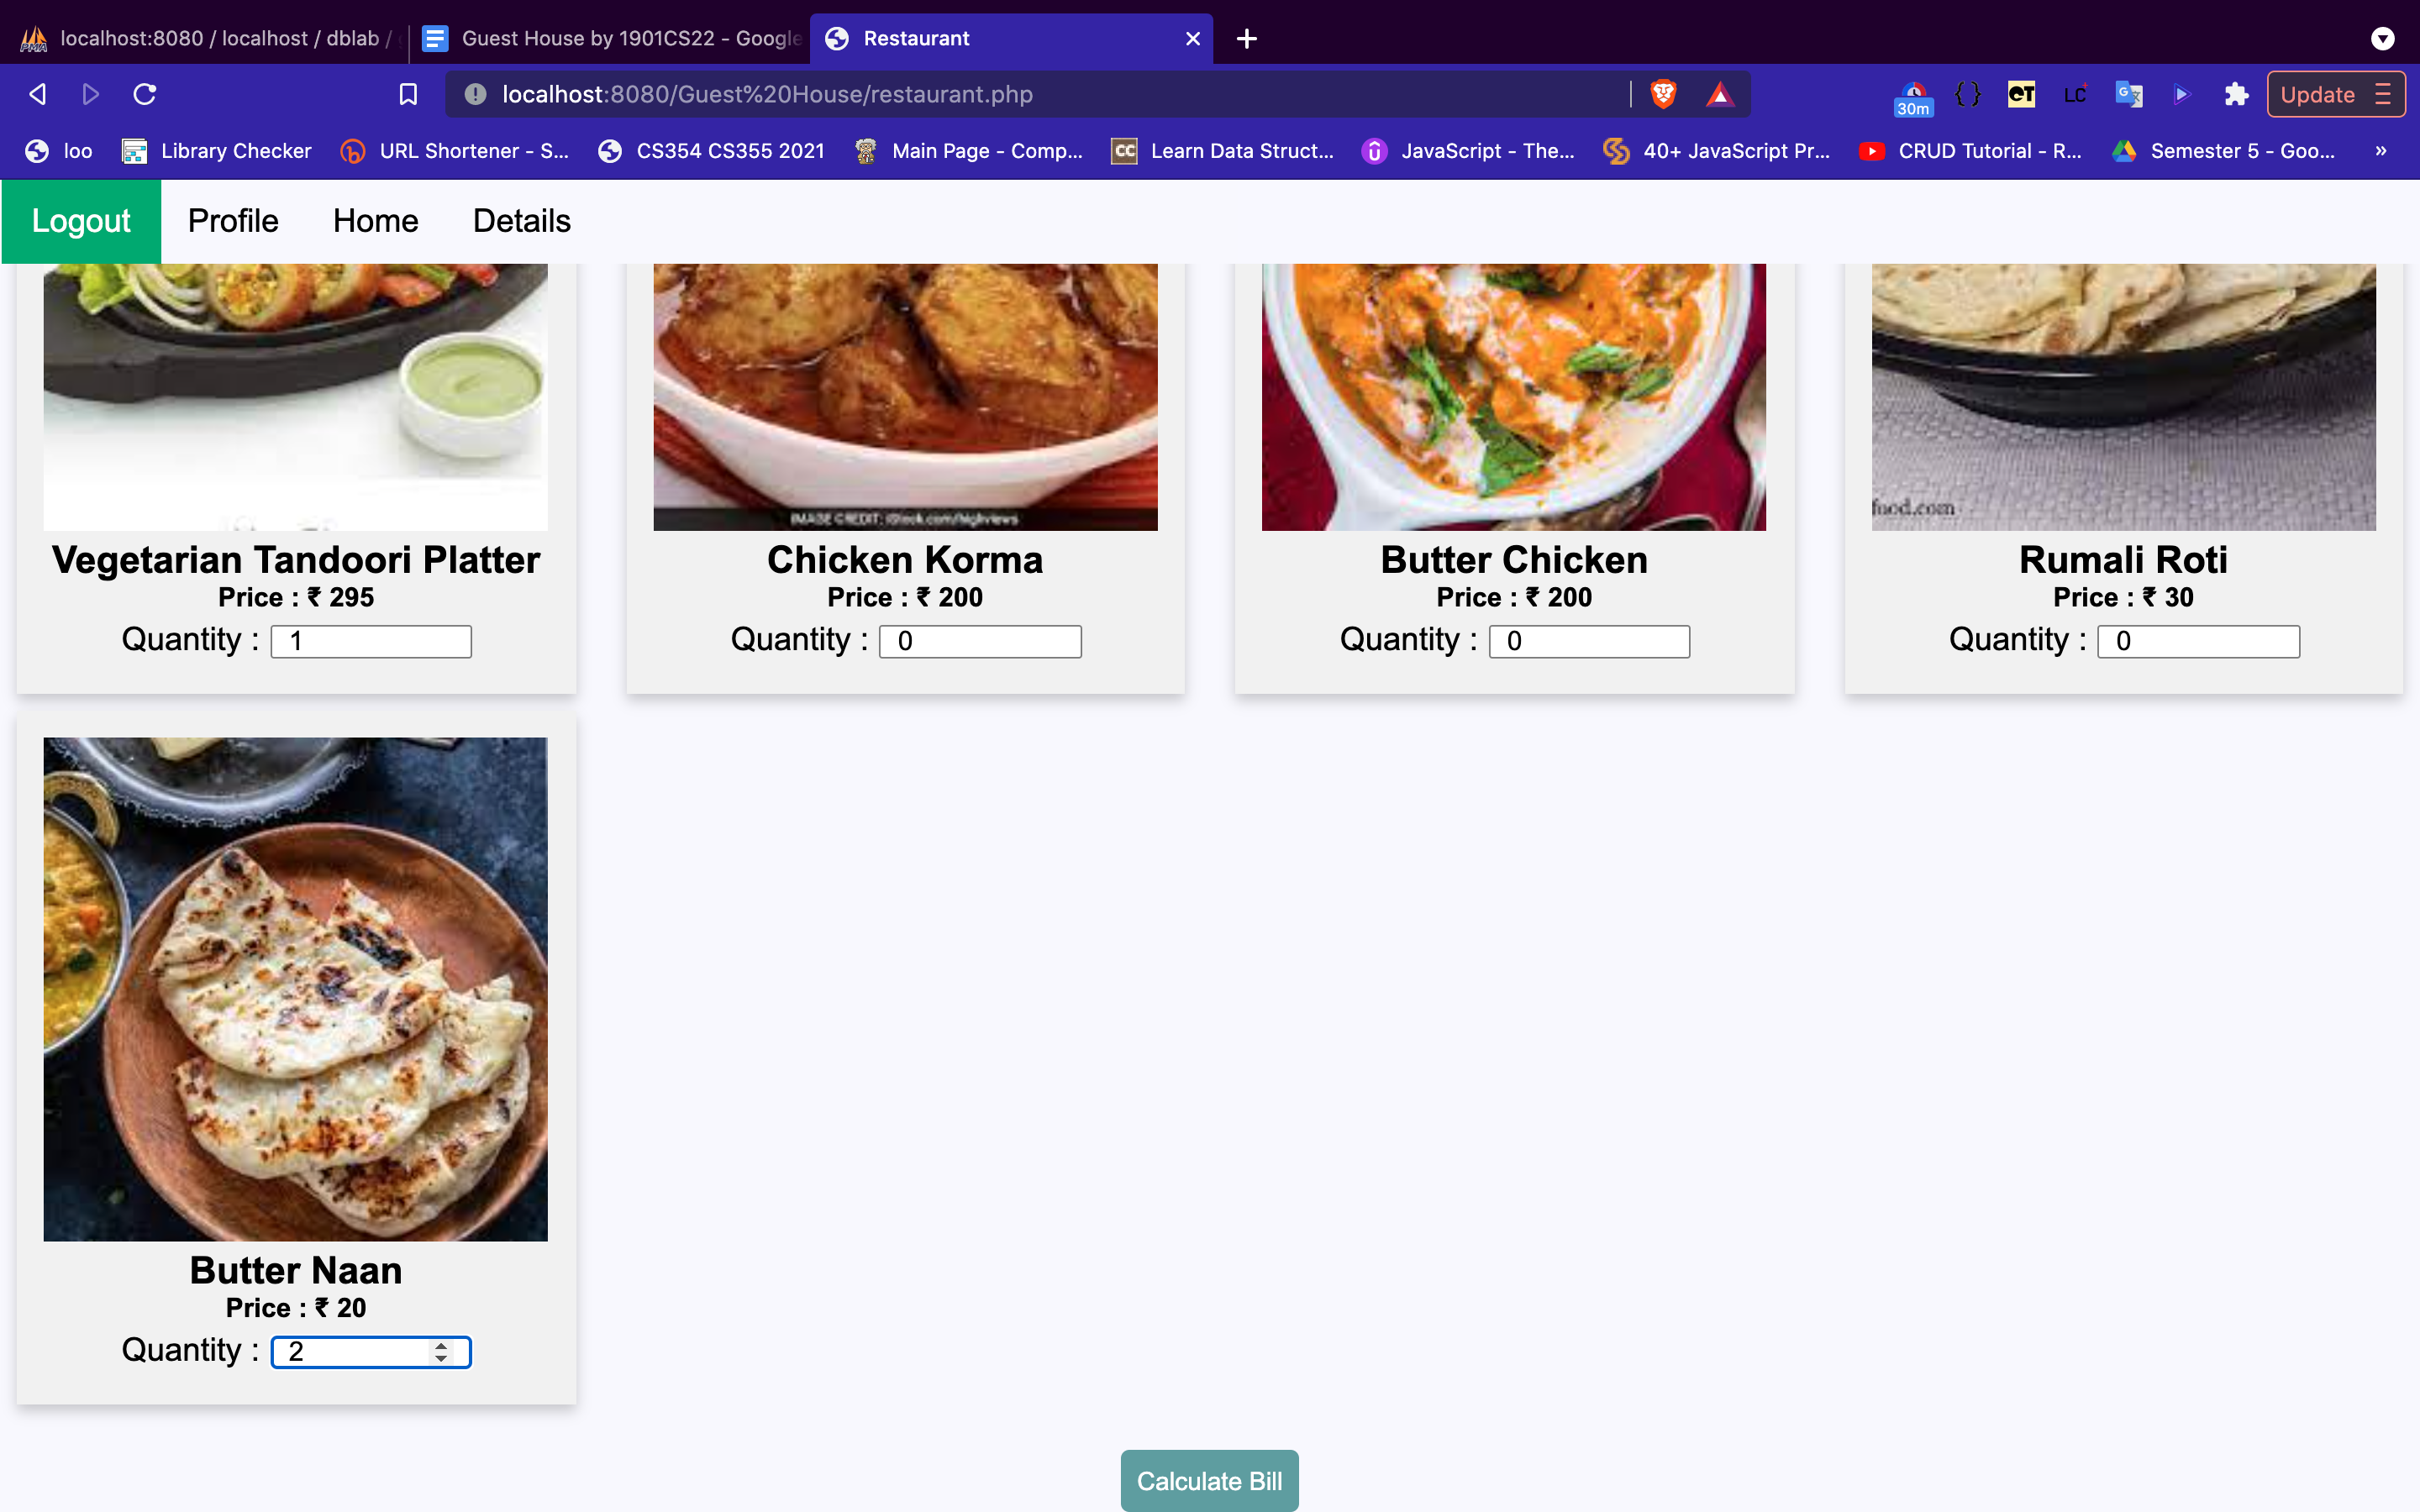 localhost:8080 / localhost / dblab /
Guest House by 1901CS22 - Google
Restaurant
localhost:8080/Guest%20House/restaurant.php
30m
{}
LC
Update
loo
Library Checker
URL Shortener - S...
CS354 CS355 2021
Main Page - Comp...
CC
Learn Data Struct...
JavaScript - The...
40+ JavaScript Pr...
CRUD Tutorial - R...
Semester 5 - Goo...
»
Logout
Profile
Home
Details
IMAGE CREDIT: iStock.com/highviews
food.com
Vegetarian Tandoori Platter
Price : ₹ 295
Quantity : 1
Chicken Korma
Price : ₹ 200
Quantity : 0
Butter Chicken
Price : ₹ 200
Quantity : 0
Rumali Roti
Price : ₹ 30
Quantity : 0
Butter Naan
Price : ₹ 20
Quantity : 2
Calculate Bill